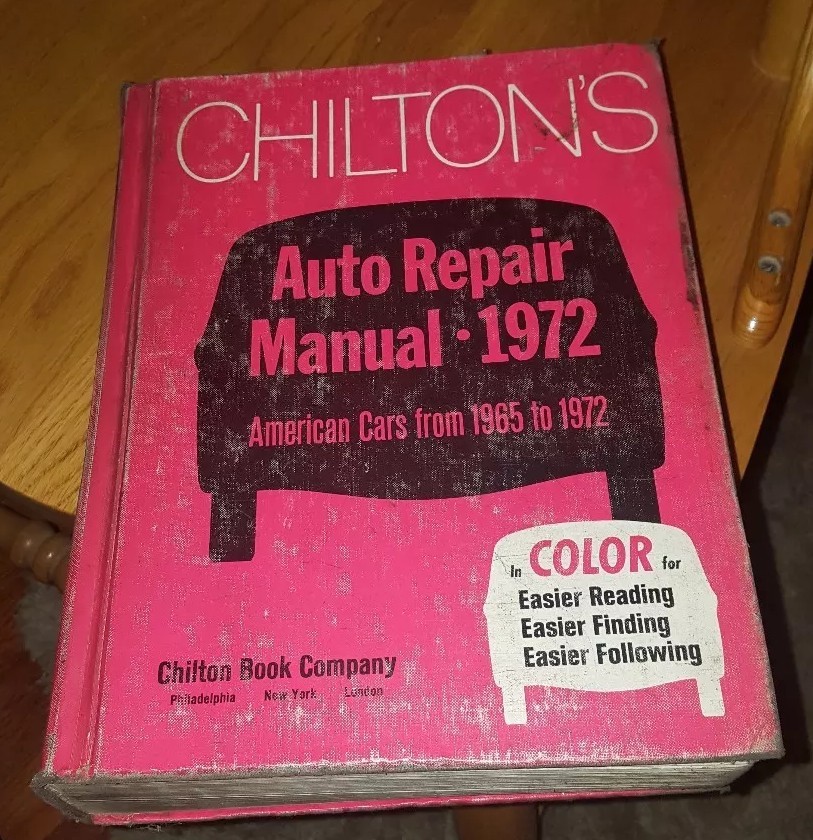 CHILTON'S
Auto Repair
Manual · 1972
American Cars from 1965 to 1972
In COLOR for
Easier Reading
Easier Finding
Easier Following
Chilton Book Company
Philadelphia New York London